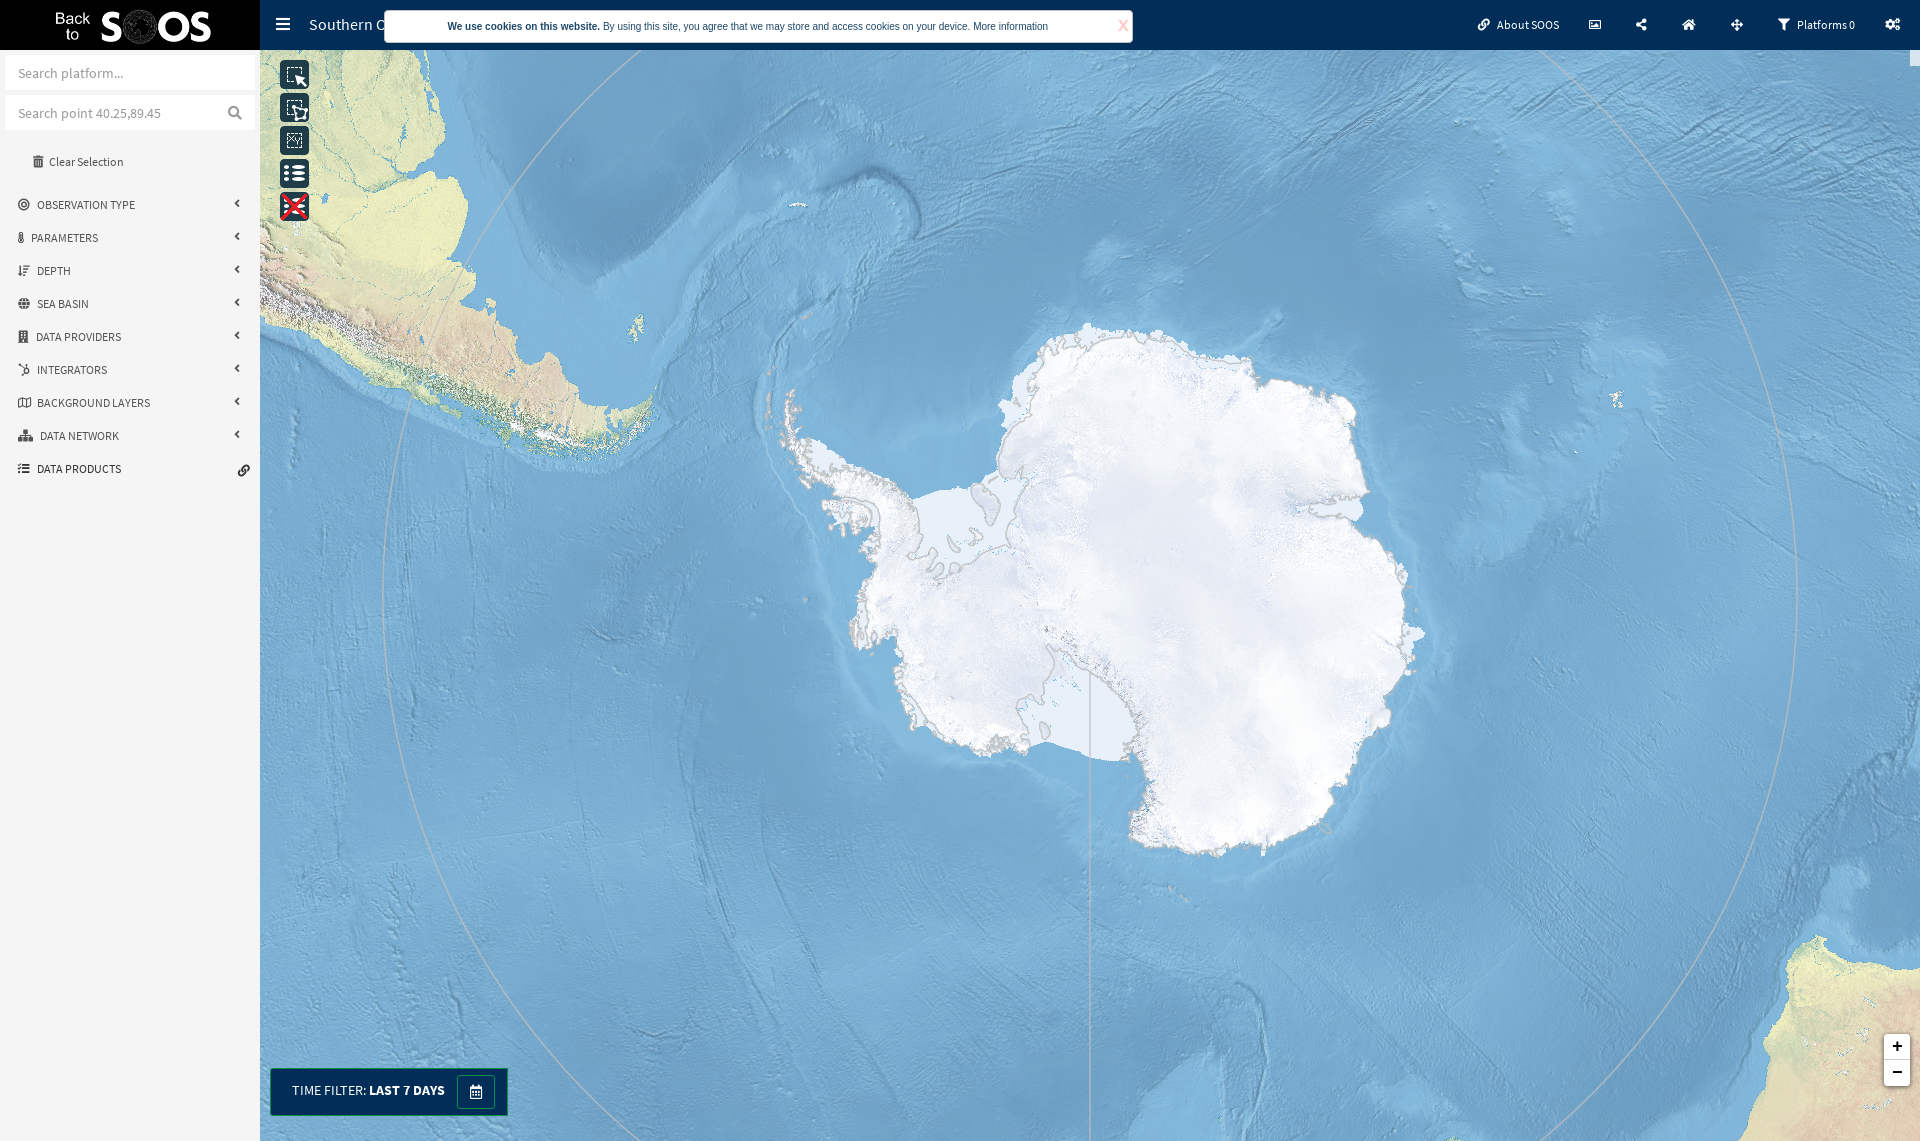 Back
to
SOOS
Southern O
We use cookies on this website. By using this site, you agree that we may store and access cookies on your device. More information
X
About SOOS
Platforms 0
Search platform...
Search point 40.25,89.45
Clear Selection
OBSERVATION TYPE
PARAMETERS
DEPTH
SEA BASIN
DATA PROVIDERS
INTEGRATORS
BACKGROUND LAYERS
DATA NETWORK
DATA PRODUCTS
XY
TIME FILTER: LAST 7 DAYS
+
−